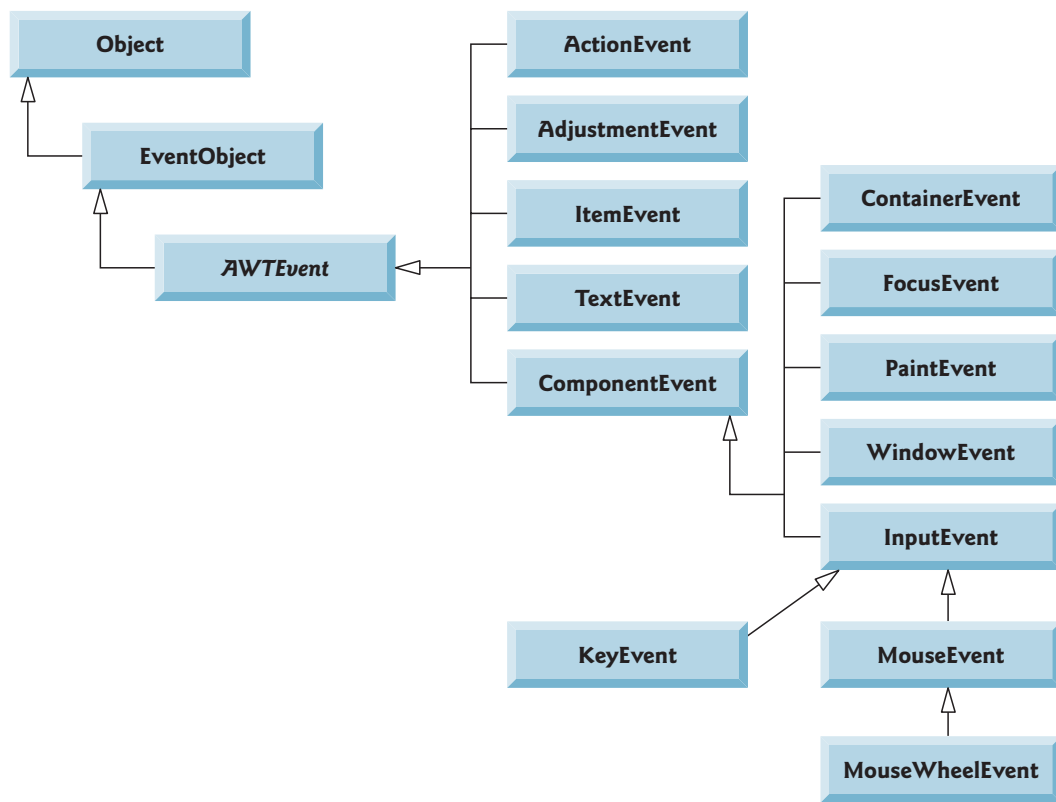 Object
EventObject
AWTEvent
ActionEvent
AdjustmentEvent
ItemEvent
TextEvent
ComponentEvent
ContainerEvent
FocusEvent
PaintEvent
WindowEvent
InputEvent
KeyEvent
MouseEvent
MouseWheelEvent